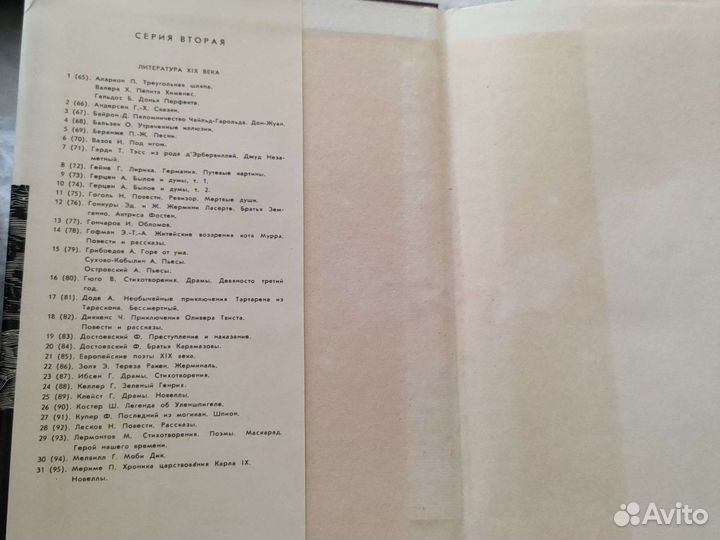 СЕРИЯ ВТОРАЯ
ЛИТЕРАТУРА XIX ВЕКА
1 (65). Аларкон П. Треугольная шляпа.
Валера Х. Пепита Хименес.
Гальдос Б. Донья Перфекта.
2 (66). Андерсен Г.-Х. Сказки.
3 (67). Байрон Д. Паломничество Чайльд-Гарольда. Дон-Жуан.
4 (68). Бальзак О. Утраченные иллюзии.
5 (69). Беранже П.-Ж. Песни.
6 (70). Вазов И. Под игом.
7 (71). Гарди Т. Тэсс из рода д'Эрбервиллей, Джуд Неза-
метный.
8 (72). Гейне Г. Лирика, Германия, Путевые картины.
9 (73). Герцен А. Былое и думы, т. 1.
10 (74). Герцен А. Былое и думы, т. 2.
11 (75). Гоголь Н. Повести, Ревизор, Мертвые души.
12 (76). Гонкуры Эд. и Ж. Жермини Ласерте, Братья Зем-
ганно, Актриса Фостен.
13 (77). Гончаров И. Обломов.
14 (78). Гофман Э.-Т.-А. Житейские воззрения кота Мурра.
Повести и рассказы.
15 (79). Грибоедов А. Горе от ума.
Сухово-Кобылин А. Пьесы.
Островский А. Пьесы.
16 (80). Гюго В. Стихотворения, Драмы, Девяносто третий
год.
17 (81). Доде А. Необычайные приключения Тартарена из
Тараскона. Бессмертный.
18 (82). Диккенс Ч. Приключения Оливера Твиста.
Повести и рассказы.
19 (83). Достоевский Ф. Преступление и наказание.
20 (84). Достоевский Ф. Братья Карамазовы.
21 (85). Европейские поэты XIX века.
22 (86). Золя Э. Тереза Ракен. Жерминаль.
23 (87). Ибсен Г. Драмы, Стихотворения.
24 (88). Келлер Г. Зеленый Генрих.
25 (89). Клейст Г. Драмы. Новеллы.
26 (90). Костер Ш. Легенда об Уленшпигеле.
27 (91). Купер Ф. Последний из могикан, Шпион.
28 (92). Лесков Н. Повести, Рассказы.
29 (93). Лермонтов М. Стихотворения, Поэмы, Маскарад,
Герой нашего времени.
30 (94). Мелвилл Г. Моби Дик.
31 (95). Мериме П. Хроника царствования Карла IX.
Новеллы.
Avito